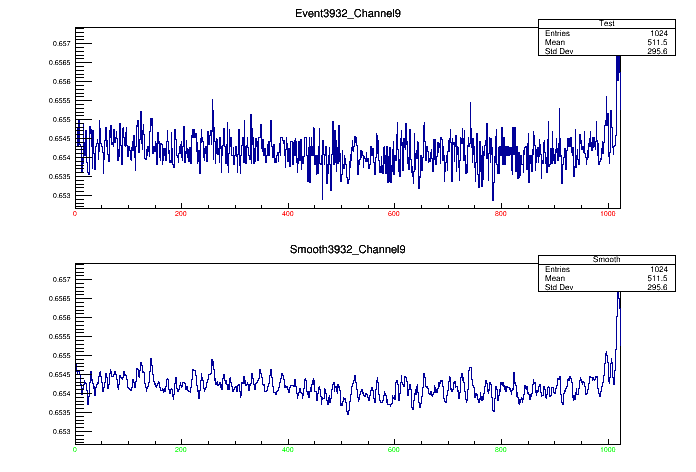 Event3932_Channel9
Test
Entries 1024
Mean 511.5
Std Dev 295.6
0.657
0.6565
0.656
0.6555
0.655
0.6545
0.654
0.6535
0.653
0 200 400 600 800 1000
Smooth3932_Channel9
Smooth
Entries 1024
Mean 511.5
Std Dev 295.6
0.657
0.6565
0.656
0.6555
0.655
0.6545
0.654
0.6535
0.653
0 200 400 600 800 1000